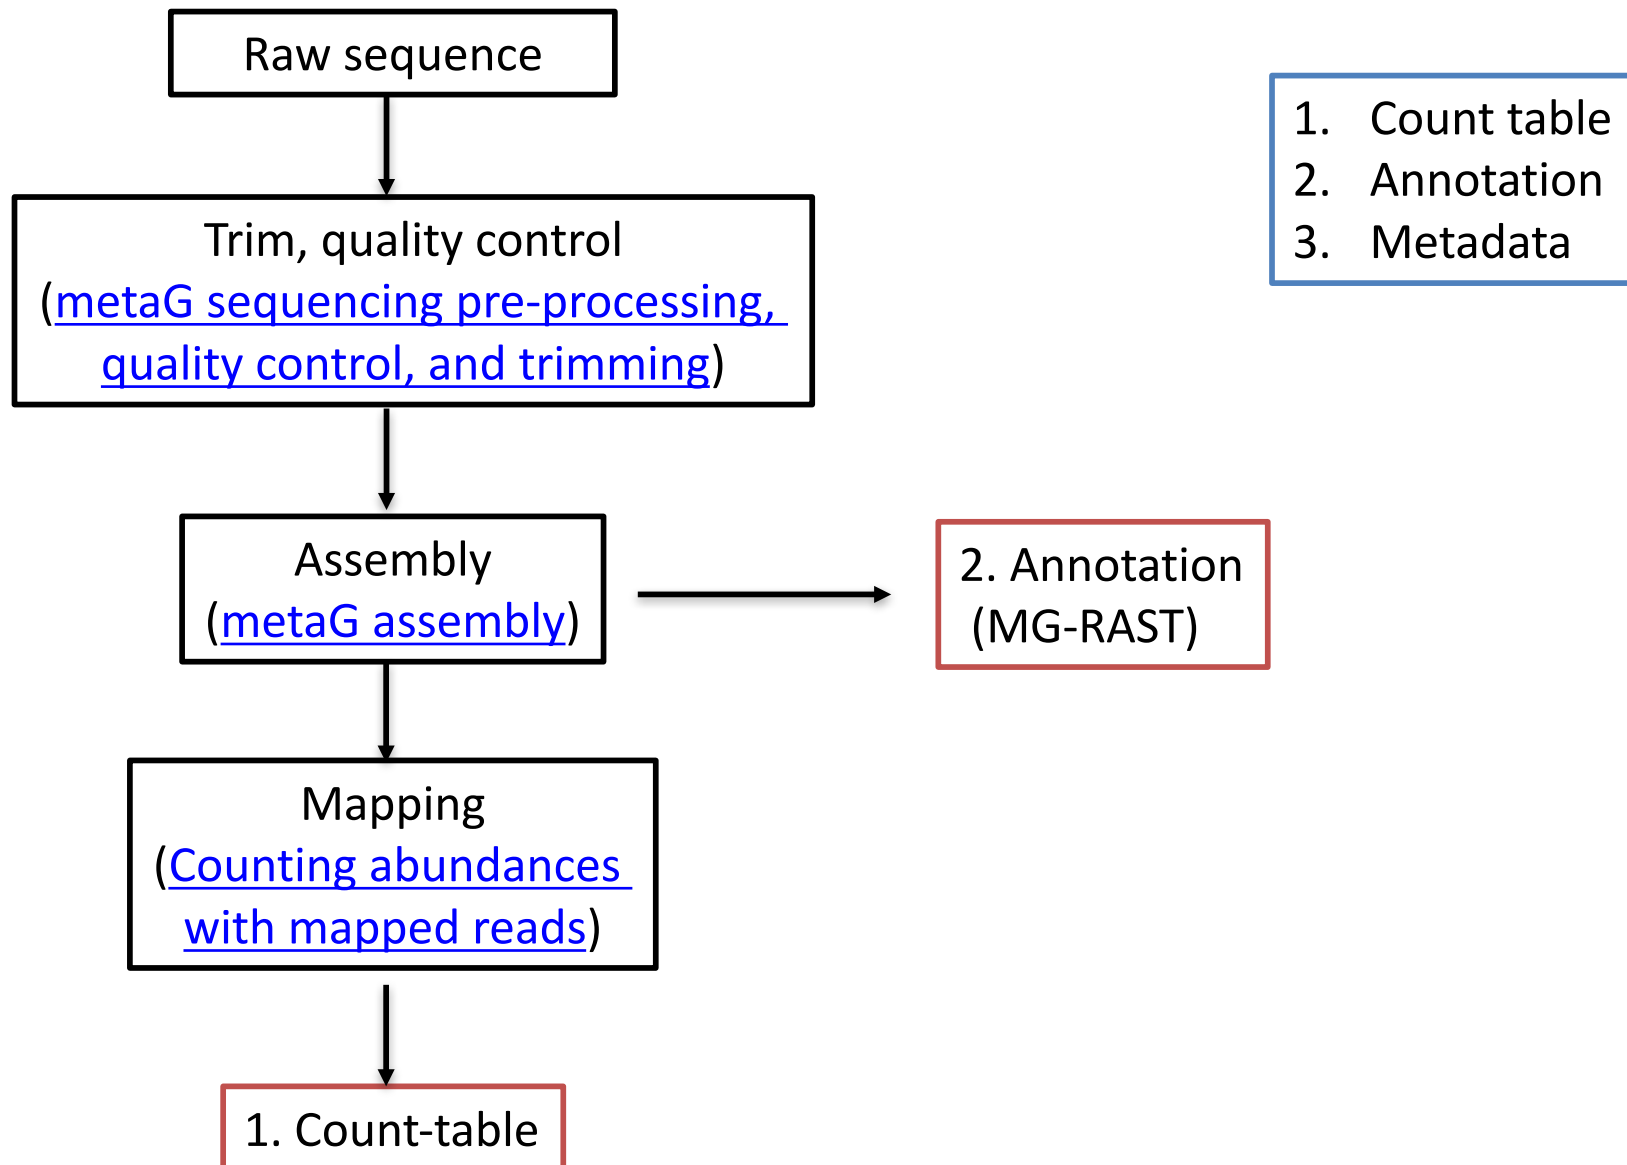 Raw sequence
1. Count table
2. Annotation
3. Metadata
Trim, quality control
(metaG sequencing pre-processing,
quality control, and trimming)
Assembly
(metaG assembly)
2. Annotation
(MG-RAST)
Mapping
(Counting abundances
with mapped reads)
1. Count-table